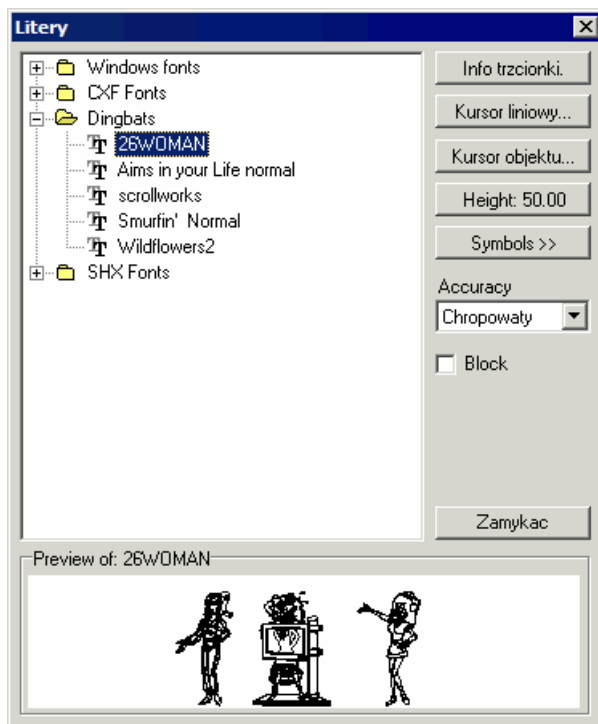 Litery
Windows fonts
CXF Fonts
Dingbats
26WOMAN
Aims in your Life normal
scrollworks
Smurfin' Normal
Wildflowers2
SHX Fonts
Info trzcionki.
Kursor liniowy...
Kursor objektu...
Height: 50.00
Symbols >>
Accuracy
Chropowaty
Block
Zamykac
Preview of: 26WOMAN